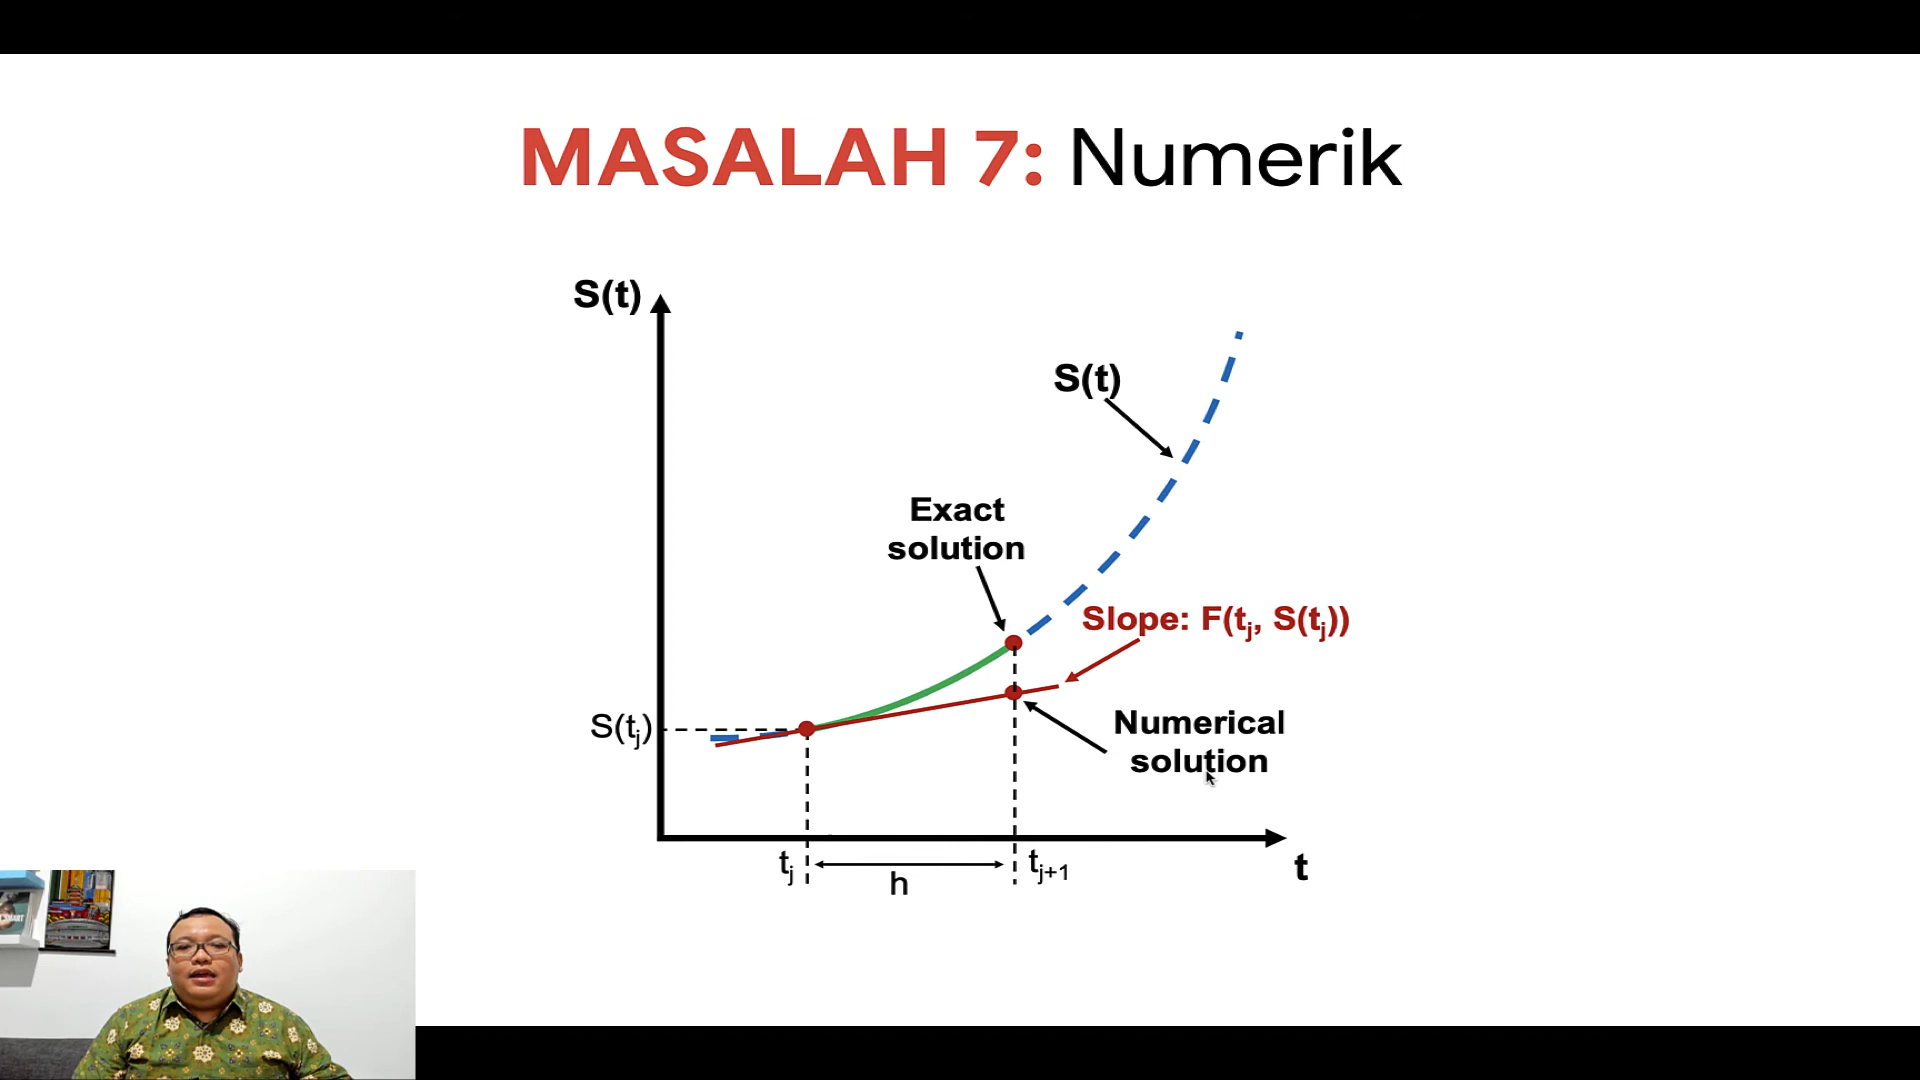 MASALAH 7: Numerik
S(t)
S(t)
Exact
solution
Slope: F(tj, S(tj))
S(tj)
Numerical
solution
tj
h
tj+1
t